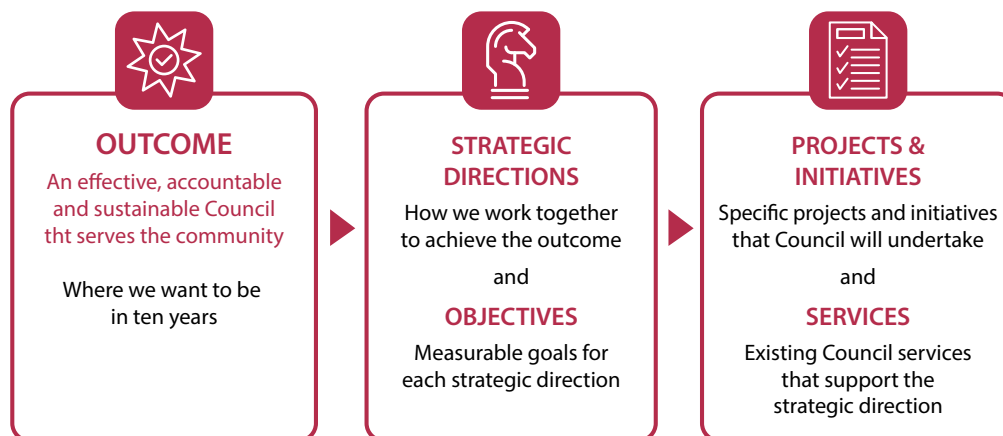 OUTCOME
An effective, accountable
and sustainable Council
tht serves the community
Where we want to be
in ten years
STRATEGIC
DIRECTIONS
How we work together
to achieve the outcome
and
OBJECTIVES
Measurable goals for
each strategic direction
PROJECTS &
INITIATIVES
Specific projects and initiatives
that Council will undertake
and
SERVICES
Existing Council services
that support the
strategic direction